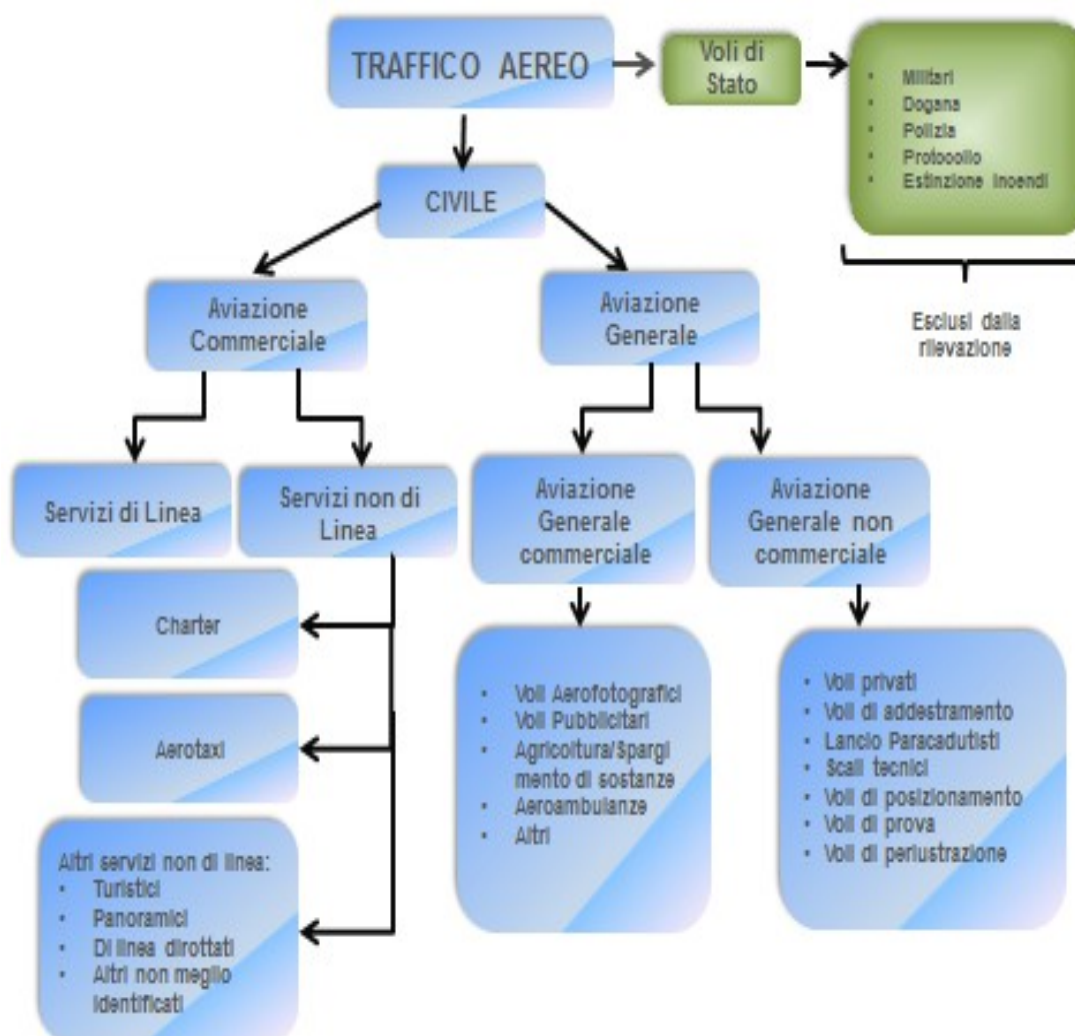 TRAFFICO AEREO
Voli di
Stato
• Militari
• Dogana
• Polizia
• Protocollo
• Estinzione incendi
CIVILE
Esclusi dalla
rilevazione
Aviazione
Commerciale
Aviazione
Generale
Servizi di Linea
Servizi non di
Linea
Aviazione
Generale
commerciale
Aviazione
Generale non
commerciale
Charter
Aerotaxi
Altri servizi non di linea:
• Turistici
• Panoramici
• Di linea dirottati
• Altri non meglio
identificati
• Voli Aerofotografici
• Voli Pubblicitari
• Agricoltura/Spargi
mento di sostanze
• Aeroambulanze
• Altri
• Voli privati
• Voli di addestramento
• Lancio Paracadutisti
• Scali tecnici
• Voli di posizionamento
• Voli di prova
• Voli di perlustrazione